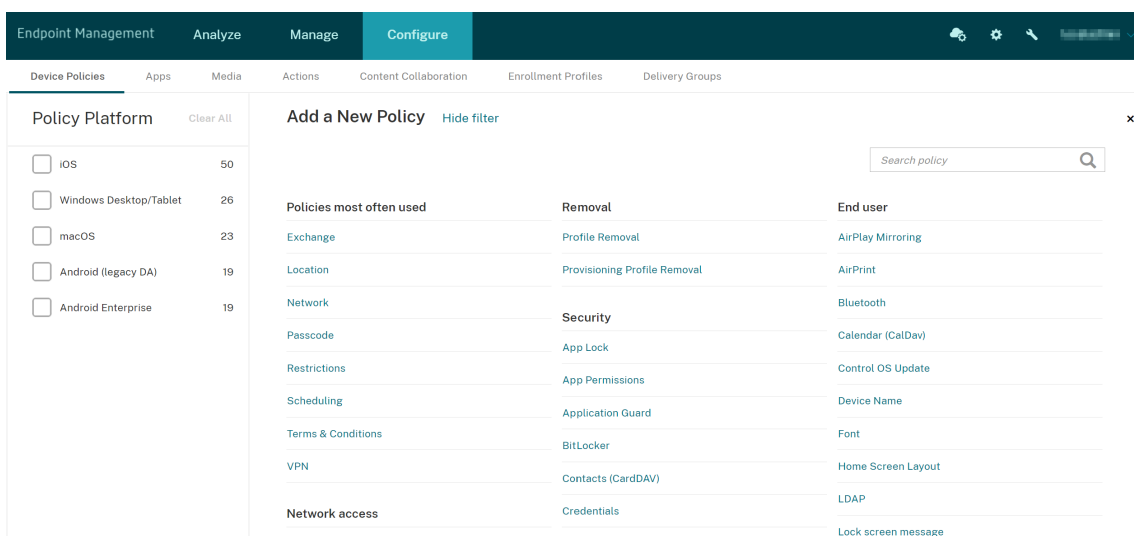 Endpoint Management Analyze Manage Configure
Device Policies Apps Media Actions Content Collaboration Enrollment Profiles Delivery Groups
Policy Platform Clear All
iOS 50
Windows Desktop/Tablet 26
macOS 23
Android (legacy DA) 19
Android Enterprise 19
Add a New Policy Hide filter
Search policy
Policies most often used
Exchange
Location
Network
Passcode
Restrictions
Scheduling
Terms & Conditions
VPN
Network access
Removal
Profile Removal
Provisioning Profile Removal
Security
App Lock
App Permissions
Application Guard
BitLocker
Contacts (CardDAV)
Credentials
End user
AirPlay Mirroring
AirPrint
Bluetooth
Calendar (CalDav)
Control OS Update
Device Name
Font
Home Screen Layout
LDAP
Lock screen message